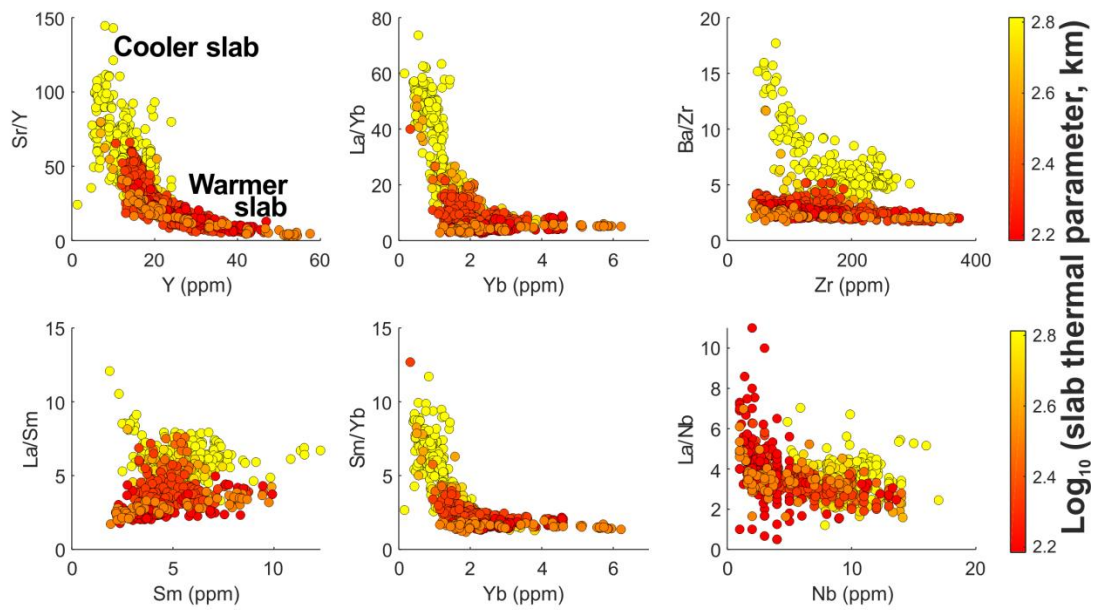 150
100
50
0
Sr/Y
Cooler slab
Warmer
slab
0 20 40 60
Y (ppm)
80
60
40
20
0
La/Yb
0 2 4 6
Yb (ppm)
20
15
10
5
0
Ba/Zr
0 200 400
Zr (ppm)
2.8
2.6
2.4
2.2
15
10
5
0
La/Sm
0 5 10
Sm (ppm)
15
10
5
0
Sm/Yb
0 2 4 6
Yb (ppm)
10
8
6
4
2
0
La/Nb
0 10 20
Nb (ppm)
2.8
2.6
2.4
2.2
Log₁₀ (slab thermal parameter, km)